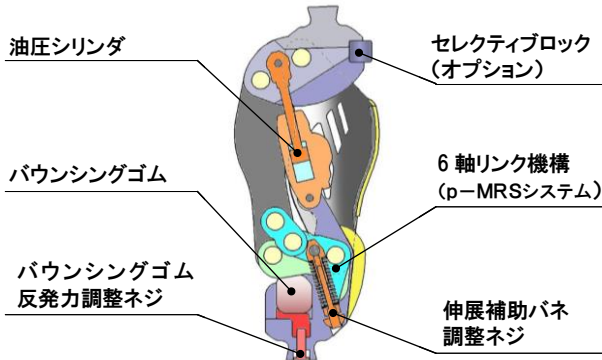 油圧シリンダ
セレクティブロック
（オプション）
バウンシングゴム
6 軸リンク機構
（p－MRSシステム）
バウンシングゴム
反発力調整ネジ
伸展補助バネ
調整ネジ